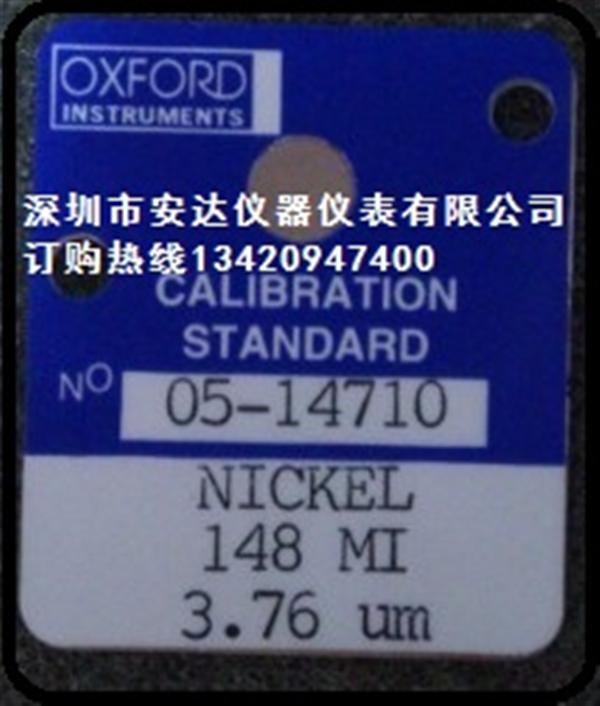 OXFORD
INSTRUMENTS
深圳市安达仪器仪表有限公司
订购热线13420947400
CALIBRATION
STANDARD
NO 05-14710
NICKEL
148 MI
3.76 um